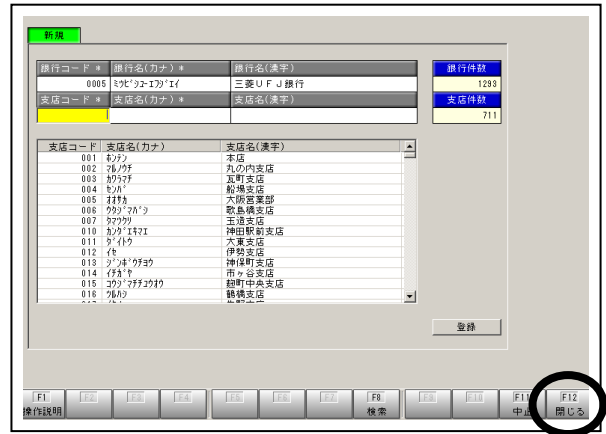 新規
銀行コード * 銀行名(カナ) * 銀行名(漢字) 銀行件数
0005 ﾐﾂﾋﾞｼﾕｰｴﾌｼﾞｴｲ 三菱UFJ銀行 1293
支店コード * 支店名(カナ) * 支店名(漢字) 支店件数
711
支店コード 支店名(カナ) 支店名(漢字)
001 ﾎﾝﾃﾝ 本店
002 ﾏﾙﾉｳﾁ 丸の内支店
003 ｶﾜﾗﾏﾁ 瓦町支店
004 ｾﾝﾊﾞ 船場支店
005 ｵｵｻｶ 大阪営業部
006 ｳﾀｼﾞﾏﾊﾞｼ 歌島橋支店
007 ﾀﾏﾂｸﾘ 玉造支店
010 ｶﾝﾀﾞｴｷﾏｴ 神田駅前支店
011 ﾀﾞｲﾄｳ 大東支店
012 ｲｾ 伊勢支店
013 ｼﾞﾝﾎﾞｳﾁﾖｳ 神保町支店
014 ｲﾁｶﾞﾔ 市ヶ谷支店
015 ｺｳｼﾞﾏﾁﾁﾕｳｵｳ 麹町中央支店
016 ﾂﾙﾊｼ 鶴橋支店
登録
F1 F2 F3 F4 F5 F6 F7 F8 F9 F10 F11 F12
操作説明 検索 中止 閉じる